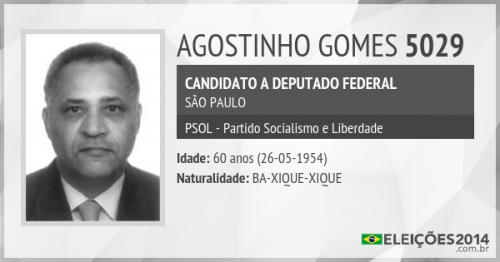 AGOSTINHO GOMES 5029
CANDIDATO A DEPUTADO FEDERAL
SÃO PAULO
PSOL - Partido Socialismo e Liberdade
Idade: 60 anos (26-05-1954)
Naturalidade: BA-XIQUE-XIQUE
ELEIÇÕES2014
.com.br